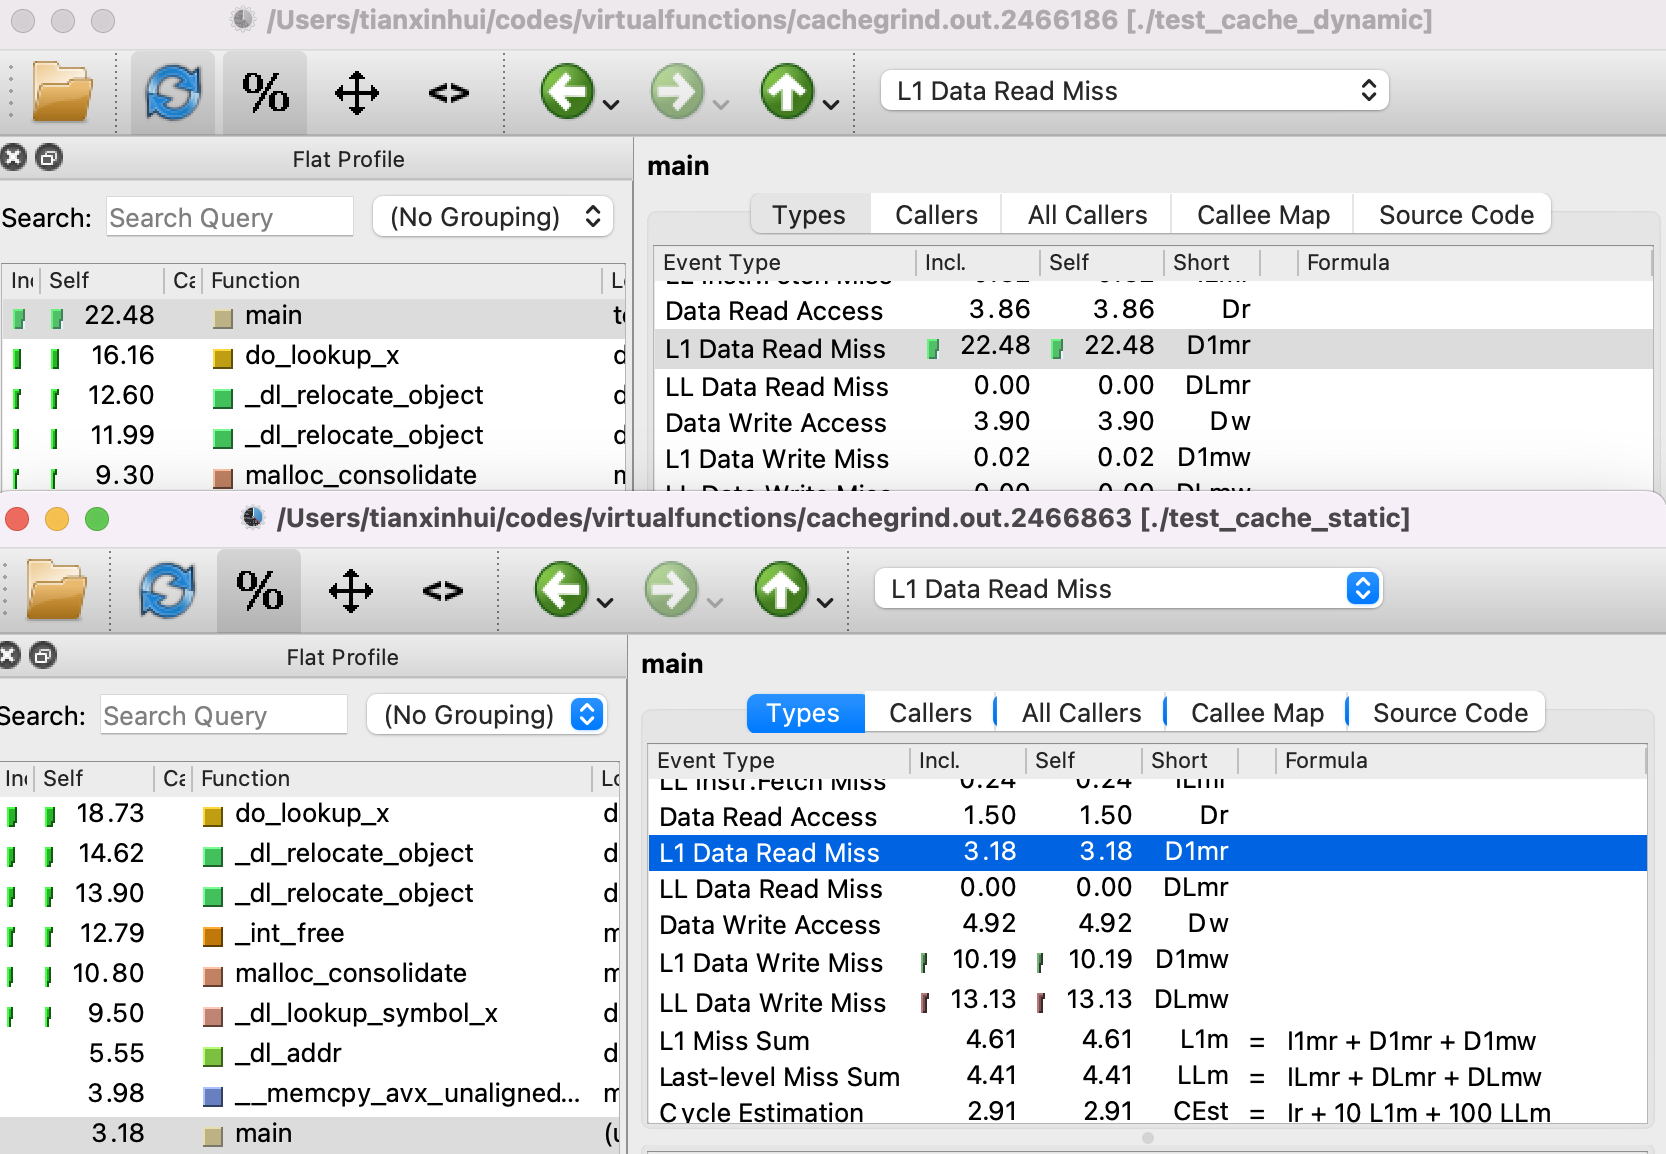 /Users/tianxinhui/codes/virtualfunctions/cachegrind.out.2466186 [./test_cache_dynamic]
% <> L1 Data Read Miss
Flat Profile
Search: Search Query (No Grouping)
Self Function
22.48 main
16.16 do_lookup_x
12.60 _dl_relocate_object
11.99 _dl_relocate_object
9.30 malloc_consolidate
main
Types Callers All Callers Callee Map Source Code
Event Type Incl. Self Short Formula
Data Read Access 3.86 3.86 Dr
L1 Data Read Miss 22.48 22.48 D1mr
LL Data Read Miss 0.00 0.00 DLmr
Data Write Access 3.90 3.90 Dw
L1 Data Write Miss 0.02 0.02 D1mw
/Users/tianxinhui/codes/virtualfunctions/cachegrind.out.2466863 [./test_cache_static]
% <> L1 Data Read Miss
Flat Profile
Search: Search Query (No Grouping)
Self Function
18.73 do_lookup_x
14.62 _dl_relocate_object
13.90 _dl_relocate_object
12.79 _int_free
10.80 malloc_consolidate
9.50 _dl_lookup_symbol_x
5.55 _dl_addr
3.98 __memcpy_avx_unaligned...
3.18 main
main
Types Callers All Callers Callee Map Source Code
Event Type Incl. Self Short Formula
LL Instr.Fetch Miss 0.24 0.24 ILmr
Data Read Access 1.50 1.50 Dr
L1 Data Read Miss 3.18 3.18 D1mr
LL Data Read Miss 0.00 0.00 DLmr
Data Write Access 4.92 4.92 Dw
L1 Data Write Miss 10.19 10.19 D1mw
LL Data Write Miss 13.13 13.13 DLmw
L1 Miss Sum 4.61 4.61 L1m = I1mr + D1mr + D1mw
Last-level Miss Sum 4.41 4.41 LLm = ILmr + DLmr + DLmw
Cycle Estimation 2.91 2.91 CEst = Ir + 10 L1m + 100 LLm